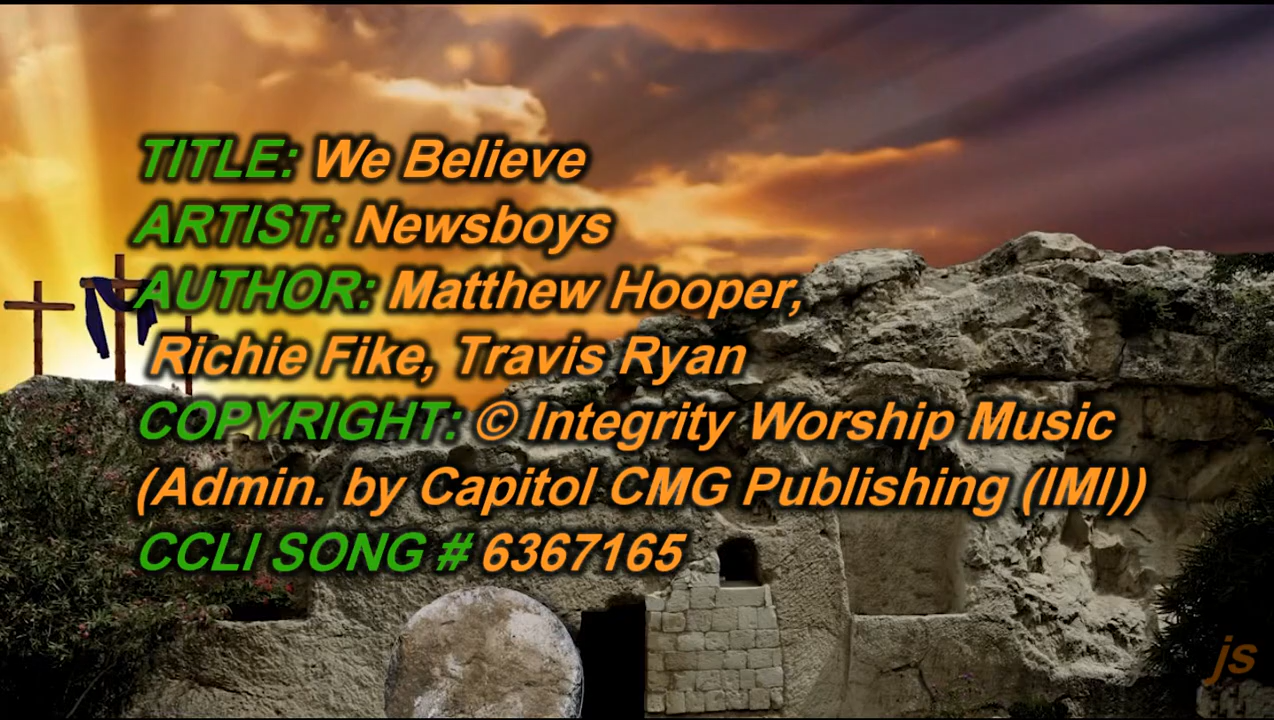 TITLE: We Believe
ARTIST: Newsboys
AUTHOR: Matthew Hooper,
Richie Fike, Travis Ryan
COPYRIGHT: © Integrity Worship Music
(Admin. by Capitol CMG Publishing (IMI))
CCLI SONG # 6367165
js